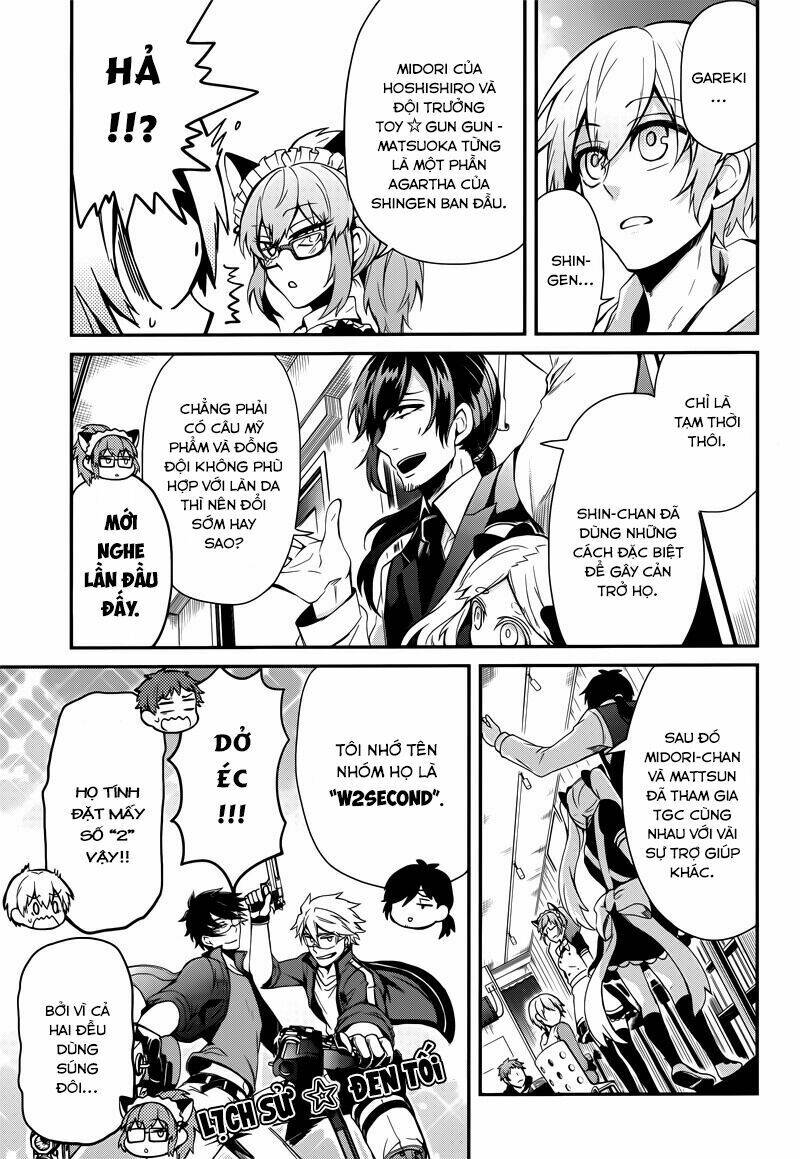 GAREKI
...
SHIN-
GEN...
MIDORI CỦA
HOSHISHIRO VÀ
ĐỘI TRƯỞNG
TOY ☆ GUN GUN -
MATSUOKA TỪNG
LÀ MỘT PHẦN
AGARTHA CỦA
SHINGEN BAN ĐẦU.
HẢ
!!?
CHỈ LÀ
TẠM THỜI
THÔI.
SHIN-CHAN ĐÃ
DÙNG NHỮNG
CÁCH ĐẶC BIỆT
ĐỂ GÂY CẢN
TRỞ HỌ.
CHẲNG PHẢI
CÓ CÂU MỸ
PHẨM VÀ ĐỒNG
ĐỘI KHÔNG PHÙ
HỢP VỚI LÀN DA
THÌ NÊN ĐỔI
SỚM HAY
SAO?
MỚI
NGHE
LẦN ĐẦU
ĐẤY.
SAU ĐÓ
MIDORI-CHAN
VÀ MATTSUN
ĐÃ THAM GIA
TGC CÙNG
NHAU VỚI VÀI
SỰ TRỢ GIÚP
KHÁC.
TÔI NHỚ TÊN
NHÓM HỌ LÀ
"W2SECOND".
DỞ
ÉC
!!!
HỌ TÍNH
ĐẶT MẤY
SỐ "2"
VẬY!!
BỞI VÌ CẢ
HAI ĐỀU
DÙNG
SÚNG
ĐÔI...
LỊCH SỬ ☆ ĐEN TỐI